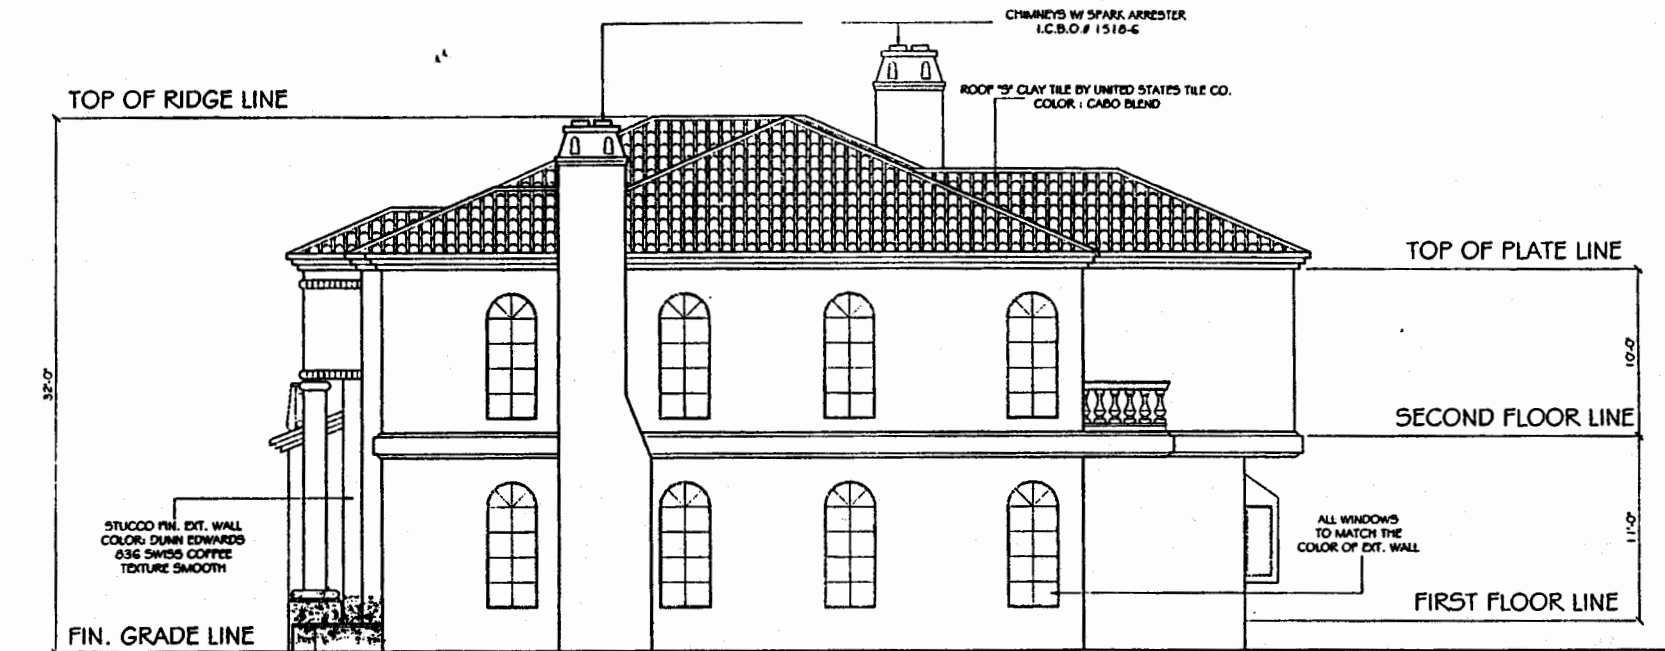 CHIMNEYS W/ SPARK ARRESTER
I.C.B.O.# 1518-6
TOP OF RIDGE LINE
ROOF "S" CLAY TILE BY UNITED STATES TILE CO.
COLOR : CABO BLEND
TOP OF PLATE LINE
32'-0"
10'-0"
SECOND FLOOR LINE
STUCCO FIN. EXT. WALL
COLOR: DUNN EDWARDS
836 SWISS COFFEE
TEXTURE SMOOTH
ALL WINDOWS
TO MATCH THE
COLOR OF EXT. WALL
11'-0"
FIRST FLOOR LINE
FIN. GRADE LINE